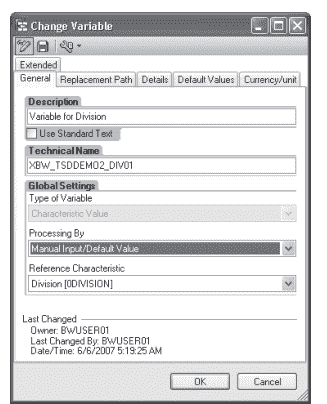 Change Variable
Extended
General Replacement Path Details Default Values Currency/unit
Description
Variable for Division
Use Standard Text
Technical Name
XBW_TSDDEMO2_DIV01
Global Settings
Type of Variable
Characteristic Value
Processing By
Manual Input/Default Value
Reference Characteristic
Division [0DIVISION]
Last Changed
Owner: BWUSER01
Last Changed By: BWUSER01
Date/Time: 6/6/2007 5:19:25 AM
OK Cancel